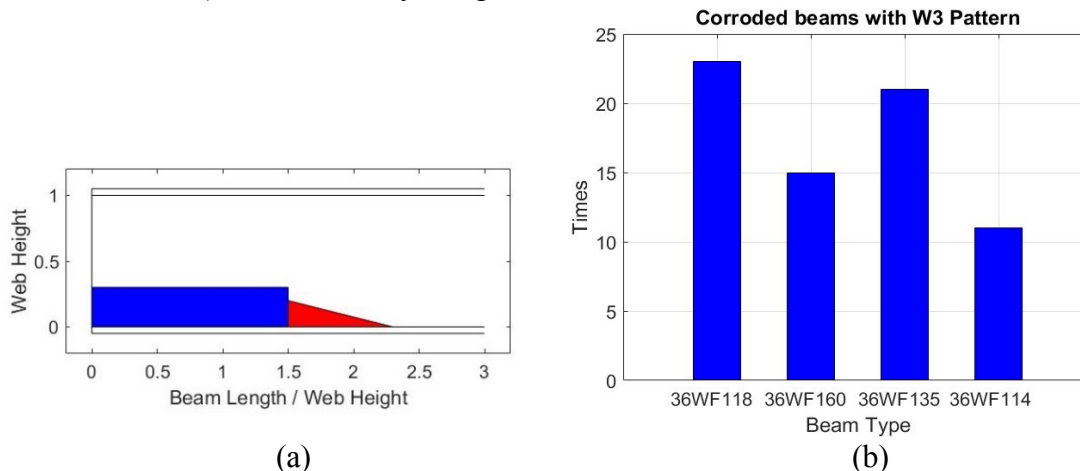 Corroded beams with W3 Pattern
Web Height
1
0.5
0
0 0.5 1 1.5 2 2.5 3
Beam Length / Web Height
(a)
Times
25
20
15
10
5
0
36WF118 36WF160 36WF135 36WF114
Beam Type
(b)